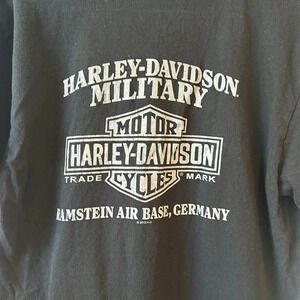 HARLEY-DAVIDSON
MILITARY
MOTOR
HARLEY-DAVIDSON
TRADE MARK
CYCLES
RAMSTEIN AIR BASE, GERMANY